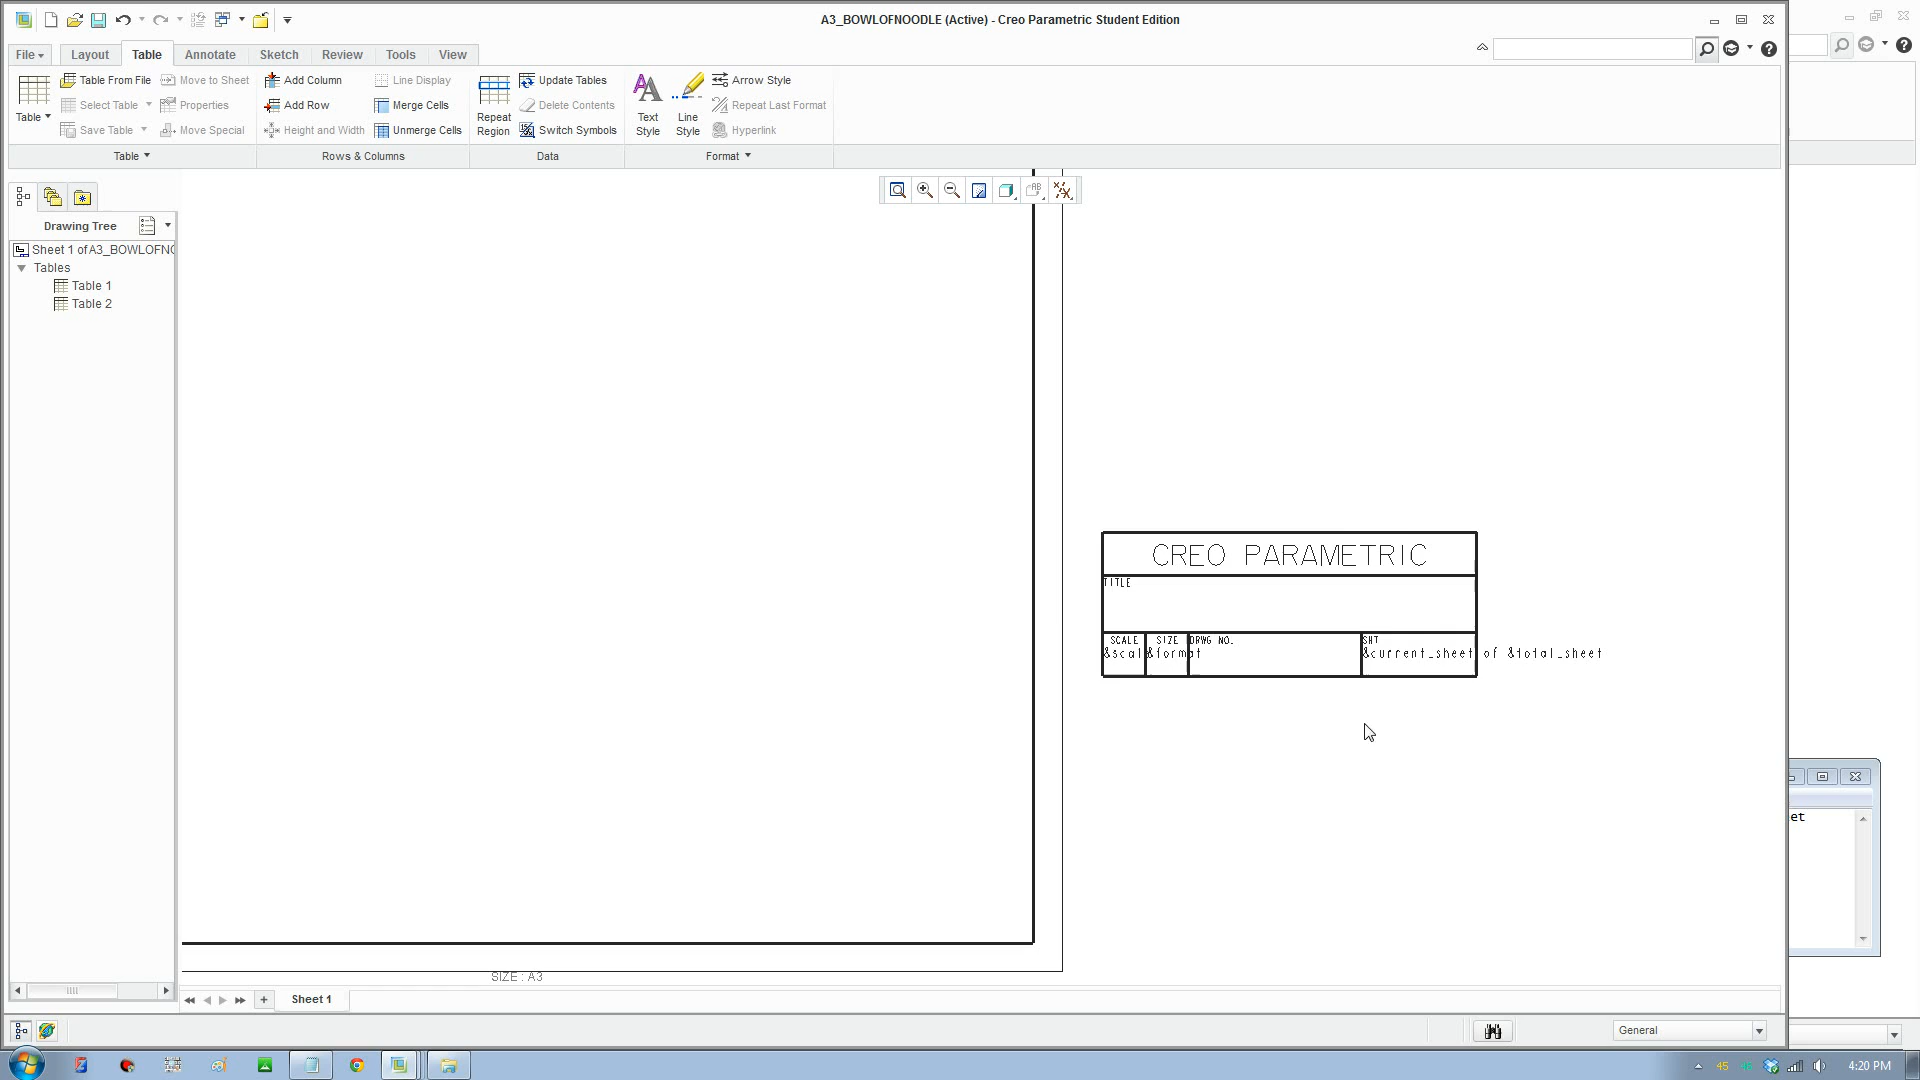 A3_BOWLOFNOODLE (Active) - Creo Parametric Student Edition
File
Layout
Table
Annotate
Sketch
Review
Tools
View
Table
Table From File
Select Table
Save Table
Move to Sheet
Properties
Move Special
Table
Add Column
Add Row
Height and Width
Line Display
Merge Cells
Unmerge Cells
Rows & Columns
Repeat
Region
Update Tables
Delete Contents
Switch Symbols
Data
Text
Style
Line
Style
Arrow Style
Repeat Last Format
Hyperlink
Format
Drawing Tree
Sheet 1 of A3_BOWLOFNO
Tables
Table 1
Table 2
CREO PARAMETRIC
TITLE
SCALE
SIZE
DRWG NO.
SHT
&scal
&format
&current_sheet of &total_sheet
et
SIZE : A3
Sheet 1
General
45
4:20 PM